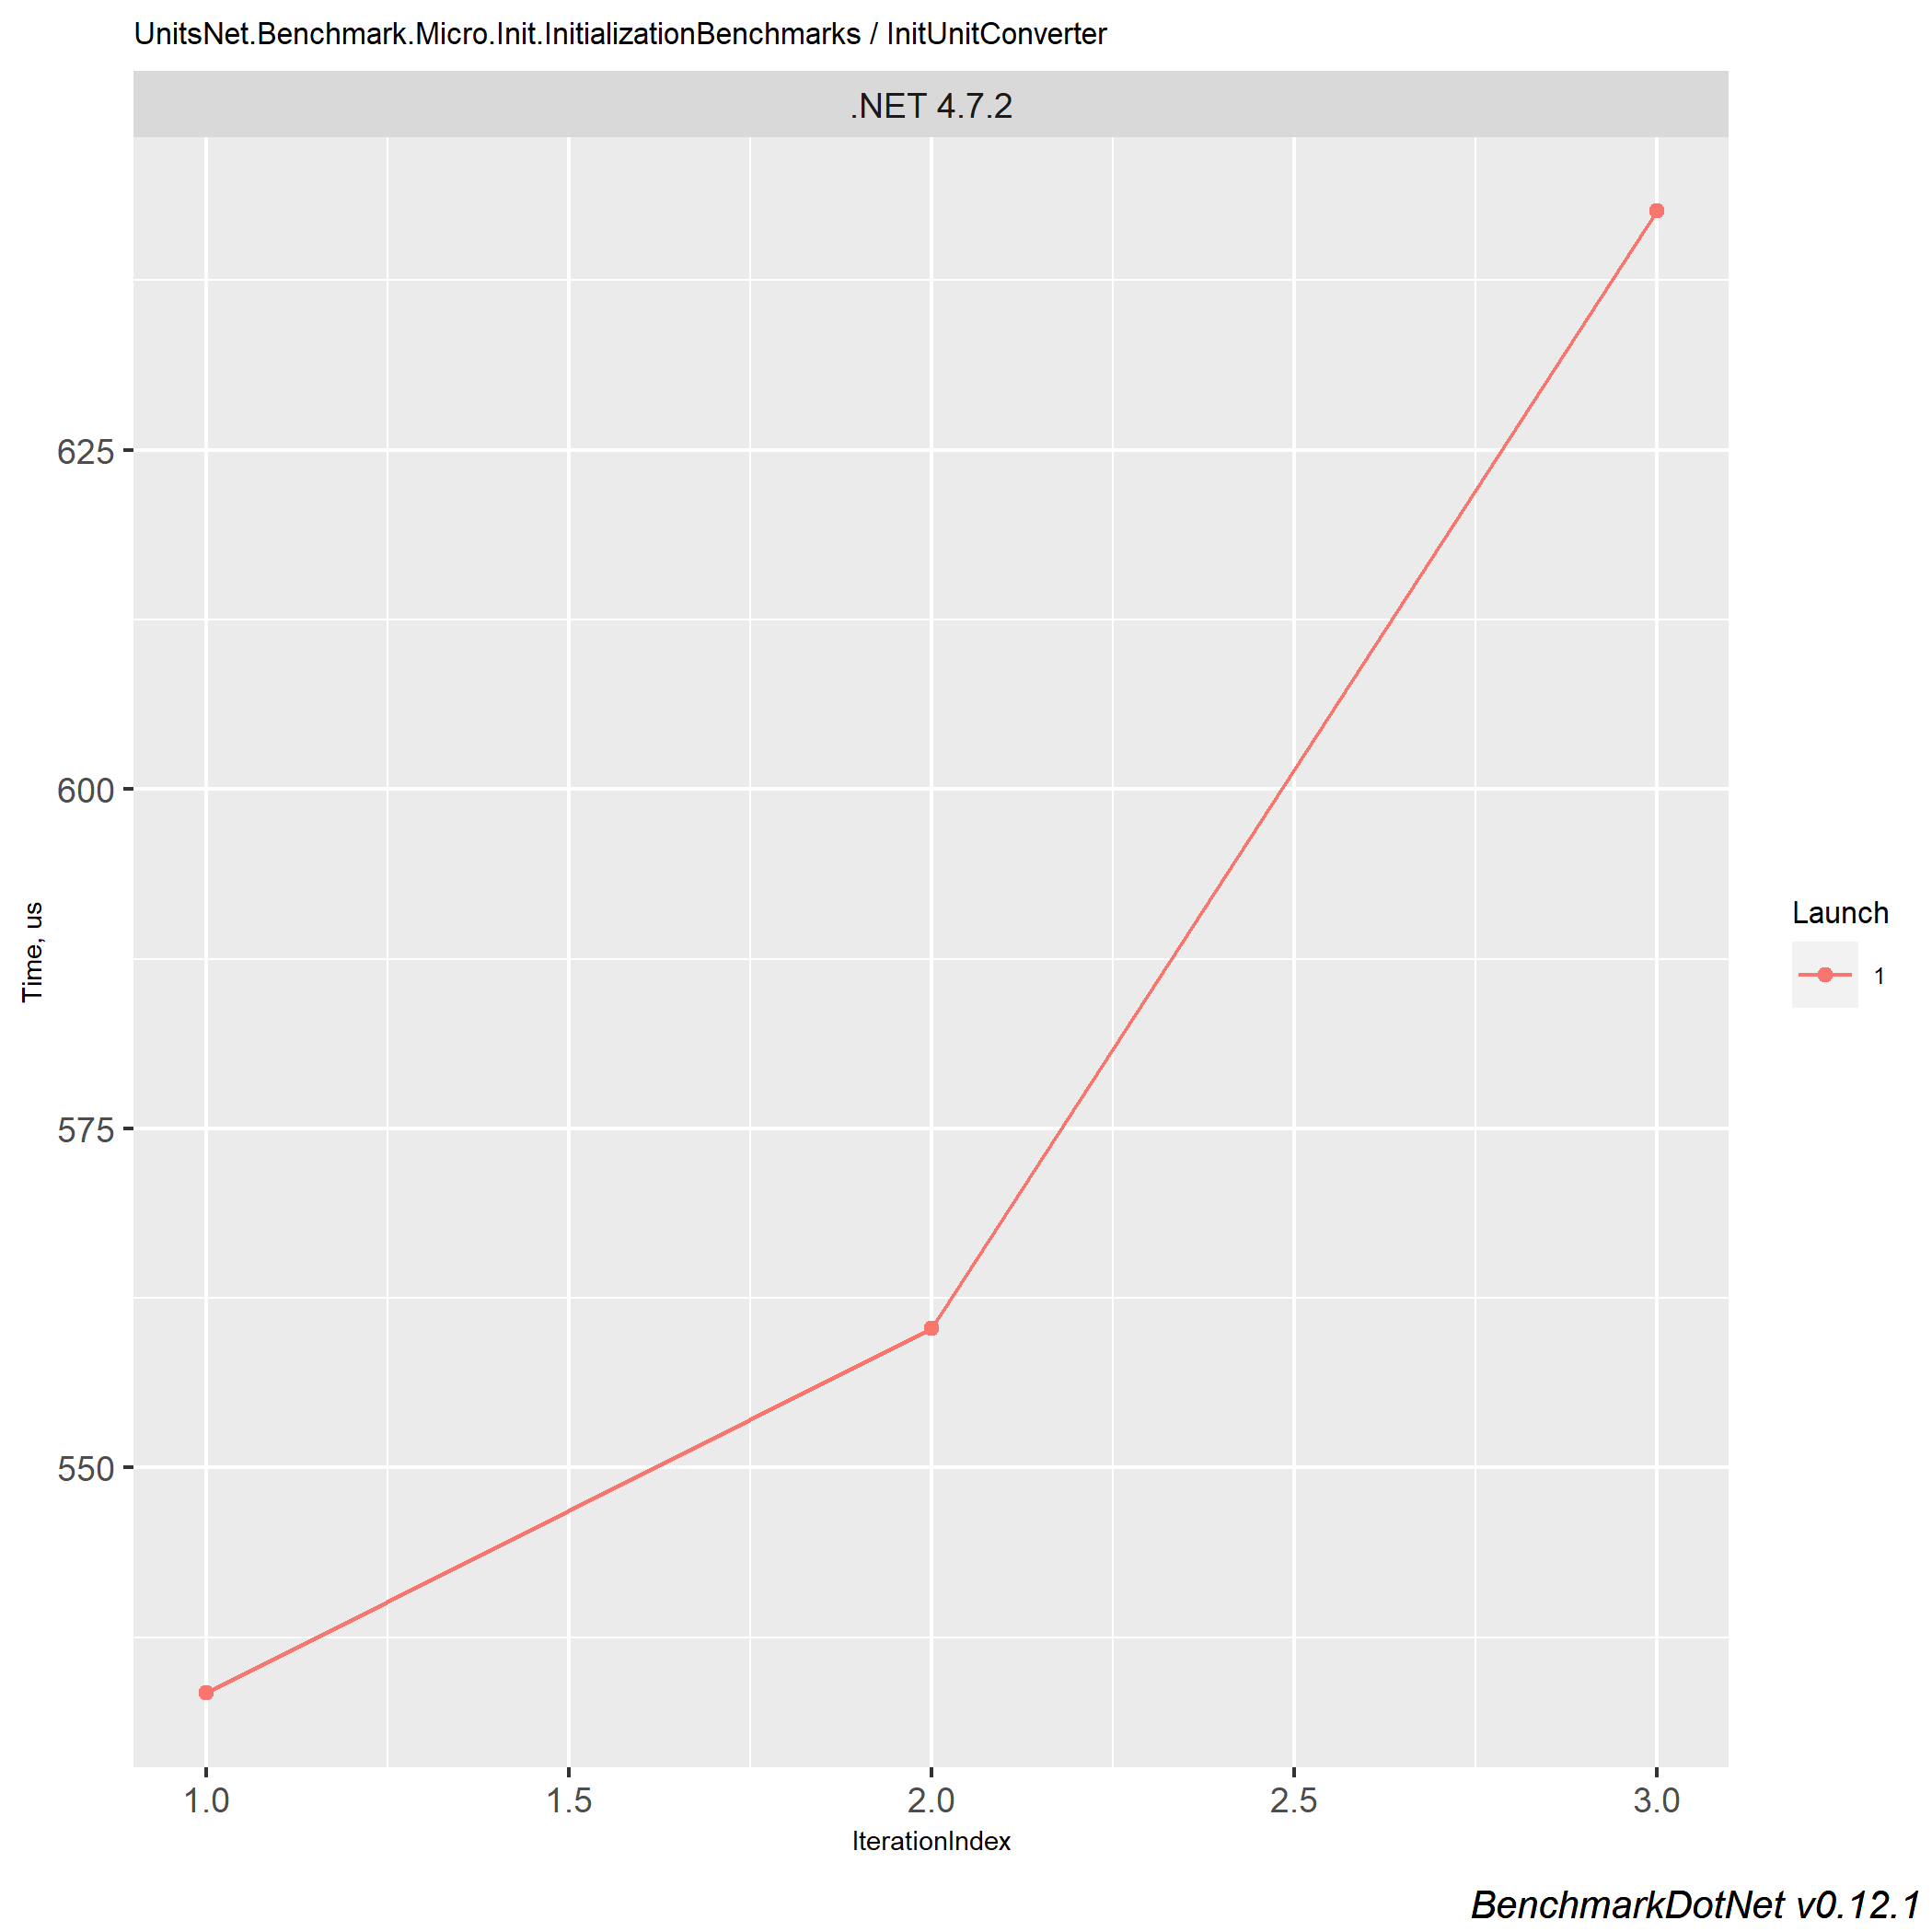 UnitsNet.Benchmark.Micro.Init.InitializationBenchmarks / InitUnitConverter
.NET 4.7.2
625
600
575
550
Time, us
1.0 1.5 2.0 2.5 3.0
IterationIndex
Launch
1
BenchmarkDotNet v0.12.1